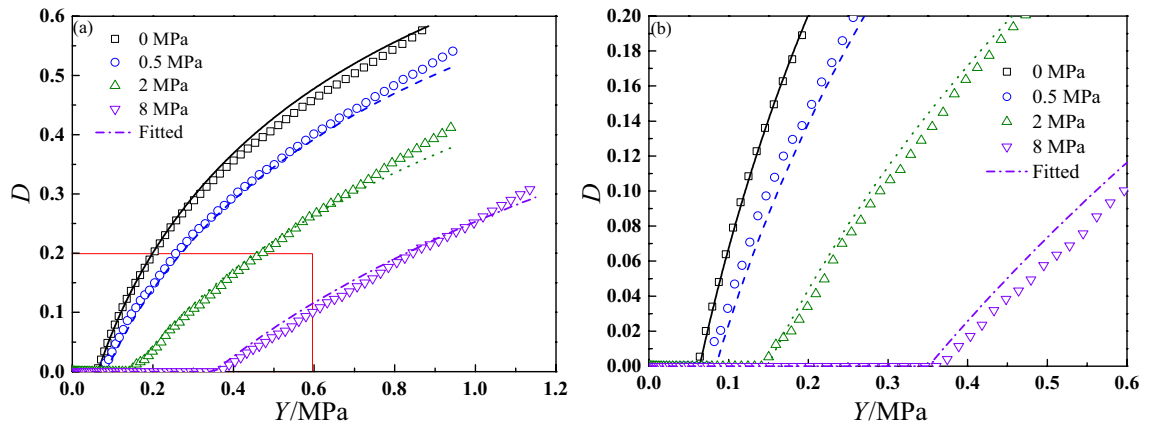 (a)
0 MPa
0.5 MPa
2 MPa
8 MPa
Fitted
D
0.6
0.5
0.4
0.3
0.2
0.1
0.0
0.0 0.2 0.4 0.6 0.8 1.0 1.2
Y/MPa
(b)
0 MPa
0.5 MPa
2 MPa
8 MPa
Fitted
D
0.20
0.18
0.16
0.14
0.12
0.10
0.08
0.06
0.04
0.02
0.00
0.0 0.1 0.2 0.3 0.4 0.5 0.6
Y/MPa